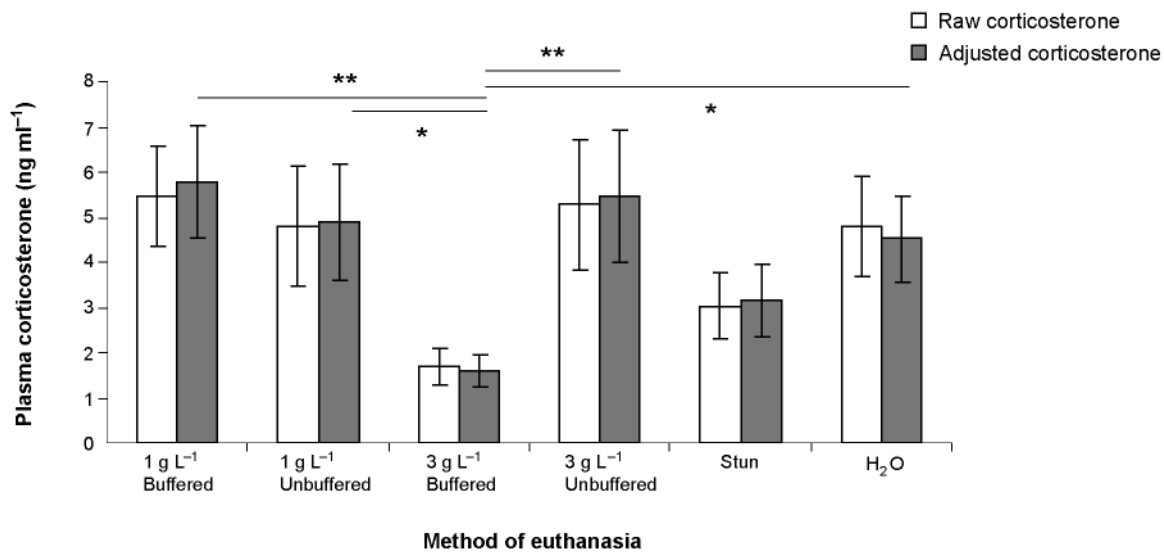 Raw corticosterone
Adjusted corticosterone
**
**
*
*
Plasma corticosterone (ng ml⁻¹)
8
7
6
5
4
3
2
1
0
1 g L⁻¹
Buffered
1 g L⁻¹
Unbuffered
3 g L⁻¹
Buffered
3 g L⁻¹
Unbuffered
Stun
H₂O
Method of euthanasia